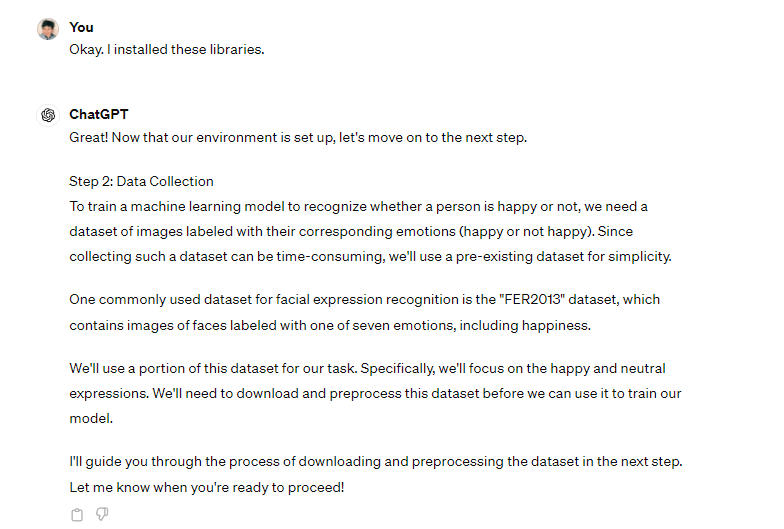 You
Okay. I installed these libraries.
ChatGPT
Great! Now that our environment is set up, let's move on to the next step.
Step 2: Data Collection
To train a machine learning model to recognize whether a person is happy or not, we need a
dataset of images labeled with their corresponding emotions (happy or not happy). Since
collecting such a dataset can be time-consuming, we'll use a pre-existing dataset for simplicity.
One commonly used dataset for facial expression recognition is the "FER2013" dataset, which
contains images of faces labeled with one of seven emotions, including happiness.
We'll use a portion of this dataset for our task. Specifically, we'll focus on the happy and neutral
expressions. We'll need to download and preprocess this dataset before we can use it to train our
model.
I'll guide you through the process of downloading and preprocessing the dataset in the next step.
Let me know when you're ready to proceed!